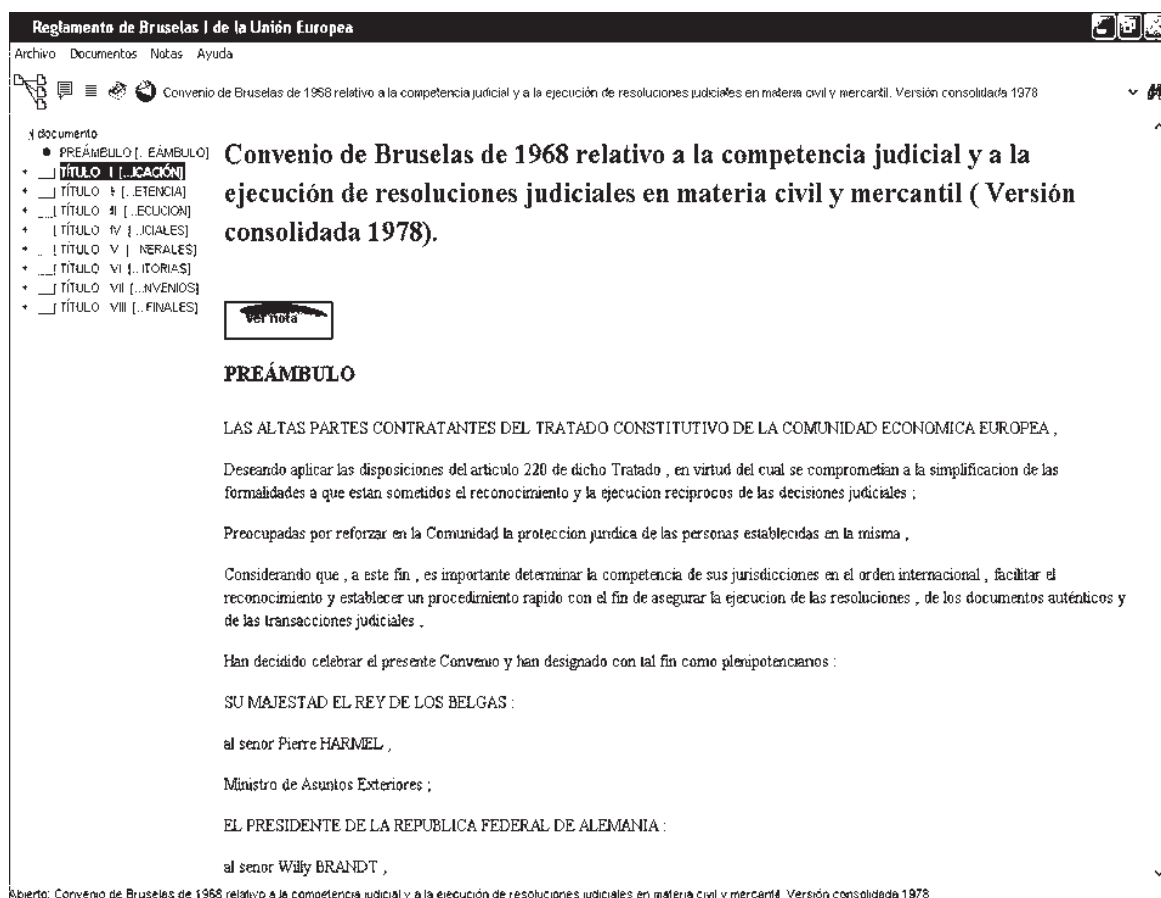 Reglamento de Bruselas I de la Unión Europea
Archivo Documentos Notas Ayuda
Convenio de Bruselas de 1968 relativo a la competencia judicial y a la ejecución de resoluciones judiciales en materia civil y mercantil. Versión consolidada 1978
documento
PREÁMBULO [.. EÁMBULO]
TÍTULO I [...ICACIÓN]
TÍTULO II [...ETENCIA]
TÍTULO III [...ECUCION]
TÍTULO IV [...ICIALES]
TÍTULO V [... NERALES]
TÍTULO VI [...ITORIAS]
TÍTULO VII [...NVENIOS]
TÍTULO VIII [...FINALES]
Convenio de Bruselas de 1968 relativo a la competencia judicial y a la
ejecución de resoluciones judiciales en materia civil y mercantil ( Versión
consolidada 1978).
Ver nota
PREÁMBULO
LAS ALTAS PARTES CONTRATANTES DEL TRATADO CONSTITUTIVO DE LA COMUNIDAD ECONOMICA EUROPEA ,
Deseando aplicar las disposiciones del articulo 220 de dicho Tratado , en virtud del cual se comprometian a la simplificacion de las
formalidades a que estan sometidos el reconocimiento y la ejecucion reciprocos de las decisiones judiciales ;
Preocupadas por reforzar en la Comunidad la proteccion juridica de las personas establecidas en la misma ,
Considerando que , a este fin , es importante determinar la competencia de sus jurisdicciones en el orden internacional , facilitar el
reconocimiento y establecer un procedimiento rapido con el fin de asegurar la ejecucion de las resoluciones , de los documentos auténticos y
de las transacciones judiciales ,
Han decidido celebrar el presente Convenio y han designado con tal fin como plenipotenciarios :
SU MAJESTAD EL REY DE LOS BELGAS :
al senor Pierre HARMEL ,
Ministro de Asuntos Exteriores ;
EL PRESIDENTE DE LA REPUBLICA FEDERAL DE ALEMANIA :
al senor Willy BRANDT ,
Abierto: Convenio de Bruselas de 1968 relativo a la competencia judicial y a la ejecución de resoluciones judiciales en materia civil y mercantil. Versión consolidada 1978